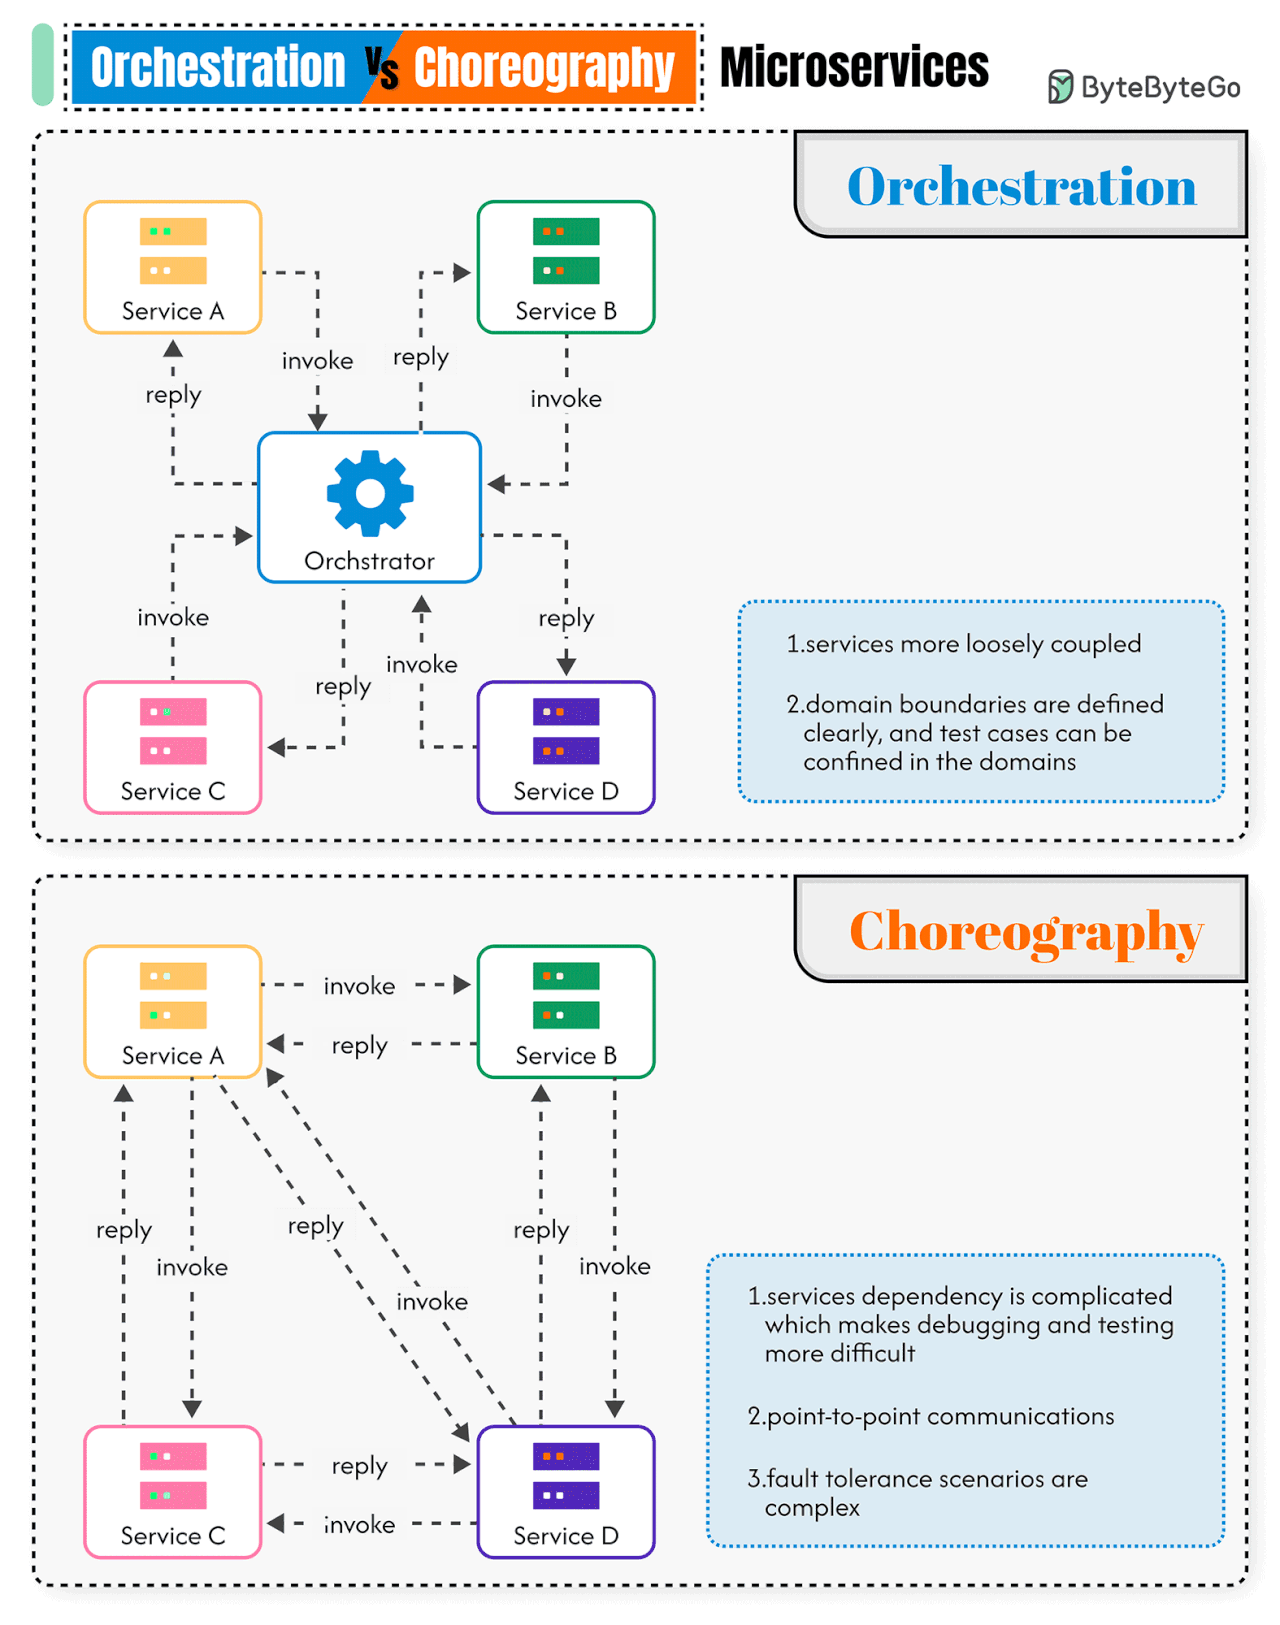 Orchestration Vs Choreography Microservices
ByteByteGo
Orchestration
Service A
Service B
invoke
reply
reply
invoke
Orchstrator
invoke
reply
invoke
reply
Service C
Service D
1.services more loosely coupled
2.domain boundaries are defined
clearly, and test cases can be
confined in the domains
Choreography
Service A
Service B
invoke
reply
reply
invoke
reply
invoke
reply
invoke
reply
invoke
Service C
Service D
1.services dependency is complicated
which makes debugging and testing
more difficult
2.point-to-point communications
3.fault tolerance scenarios are
complex